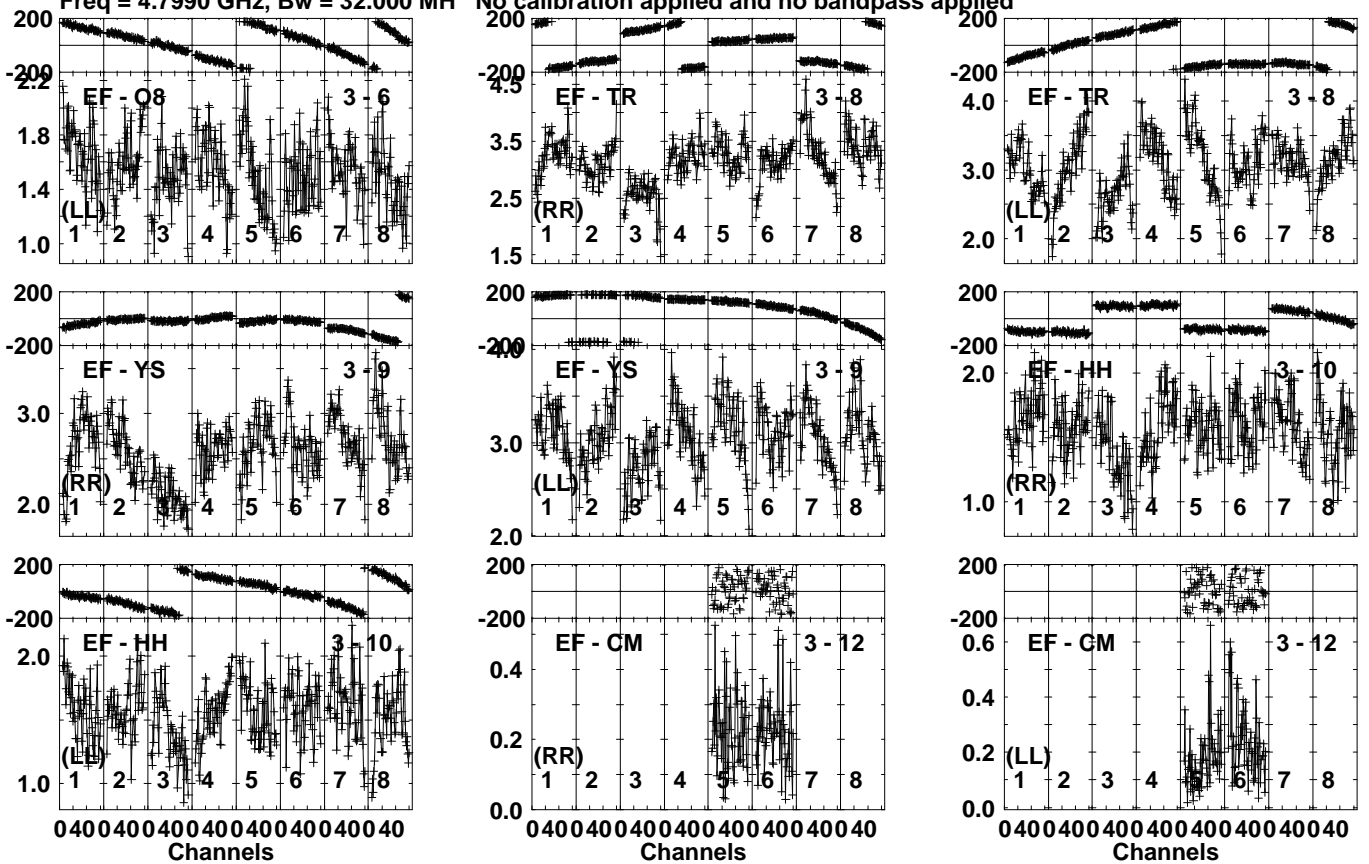 Freq = 4.7990 GHz, Bw = 32.000 MH No calibration applied and no bandpass applied
200 200 200
-200 -200 -200
2.2 4.5
EF - O8 3 - 6 EF - TR 3 - 8 EF - TR 3 - 8
4.0
1.8 3.5
3.0
1.4 2.5
(LL) (RR) (LL)
1.0 1 2 3 4 5 6 7 8 1.5 1 2 3 4 5 6 7 8 2.0 1 2 3 4 5 6 7 8
200 200 200
-200 -200 -200
4.0
EF - YS 3 - 9 EF - YS 3 - 9 EF - HH 3 - 10
2.0
3.0 3.0
(RR) (LL) (RR)
2.0 1 2 3 4 5 6 7 8 1 2 3 4 5 6 7 8 1.0 1 2 3 4 5 6 7 8
2.0
200 200 200
-200 -200 -200
EF - HH 3 - 10 EF - CM 3 - 12 EF - CM 3 - 12
2.0 0.4 0.6
0.4
(LL) 0.2 (RR) 0.2 (LL)
1.0 1 2 3 4 5 6 7 8 1 2 3 4 5 6 7 8 1 2 3 4 5 6 7 8
0.0 0.0
0 40 0 40 0 40 0 40 0 40 0 40 0 40 0 40 0 40 0 40 0 40 0 40 0 40 0 40 0 40 0 40 0 40 0 40 0 40 0 40 0 40 0 40 0 40 0 40
Channels Channels Channels